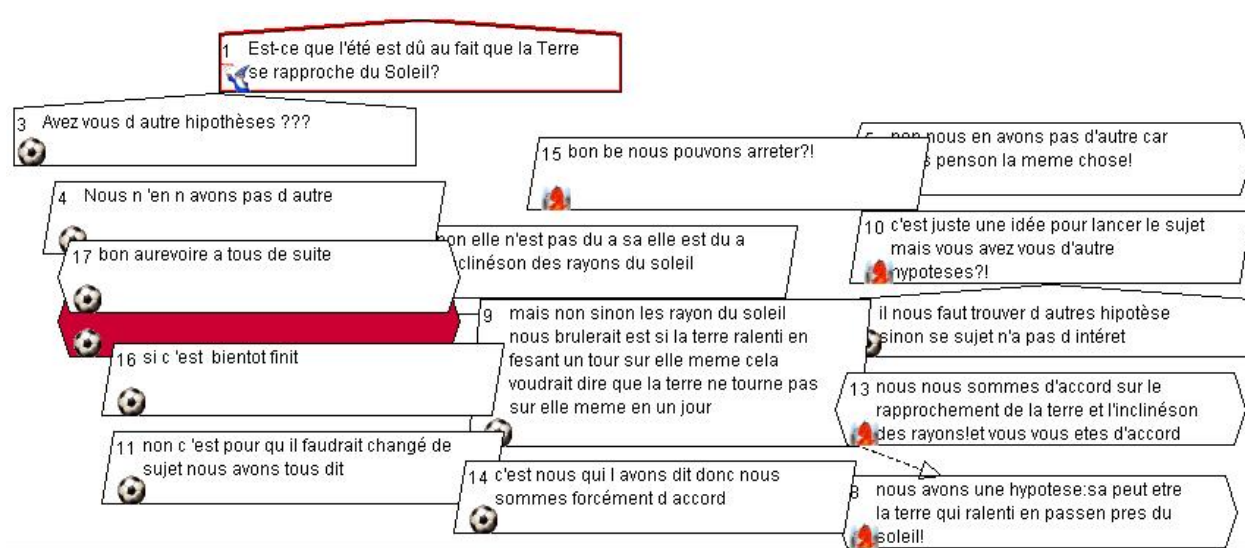 1 Est-ce que l'été est dû au fait que la Terre
se rapproche du Soleil?
3 Avez vous d autre hipothèses ???
15 bon be nous pouvons arreter?!
nous en avons pas d'autre car
penson la meme chose!
4 Nous n 'en n avons pas d autre
17 bon aurevoire a tous de suite
elle n'est pas du a sa elle est du a
des rayons du soleil
10 c'est juste une idée pour lancer le sujet
mais vous avez vous d'autre
hypoteses?!
9 mais non sinon les rayon du soleil
nous brulerait est si la terre ralenti en
fesant un tour sur elle meme cela
voudrait dire que la terre ne tourne pas
sur elle meme en un jour
il nous faut trouver d autres hipotèse
sinon se sujet n'a pas d intéret
16 si c 'est bientot finit
13 nous nous sommes d'accord sur le
rapprochement de la terre et l'inclinéson
des rayons!et vous vous etes d'accord
11 non c 'est pour qu il faudrait changé de
sujet nous avons tous dit
14 c'est nous qui l avons dit donc nous
sommes forcément d accord
8 nous avons une hypotese:sa peut etre
la terre qui ralenti en passen pres du
soleil!